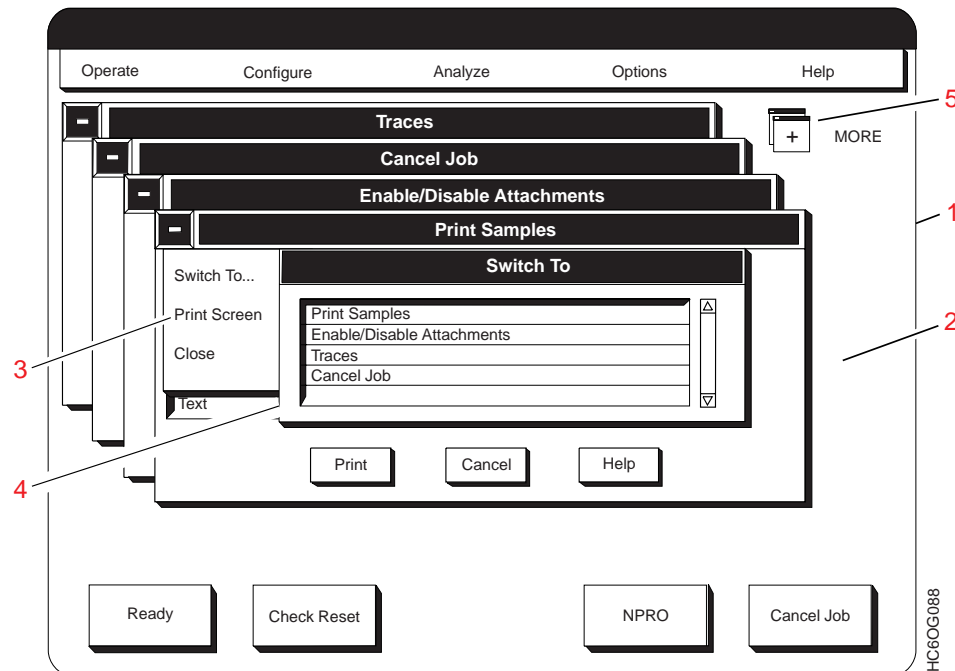 Operate Configure Analyze Options Help
5
Traces
+ MORE
Cancel Job
Enable/Disable Attachments
1
Print Samples
Switch To...
Switch To
Print Screen
Print Samples
2
Enable/Disable Attachments
3
Close
Traces
Cancel Job
Text
4
Print Cancel Help
Ready Check Reset NPRO Cancel Job
HC6OG088